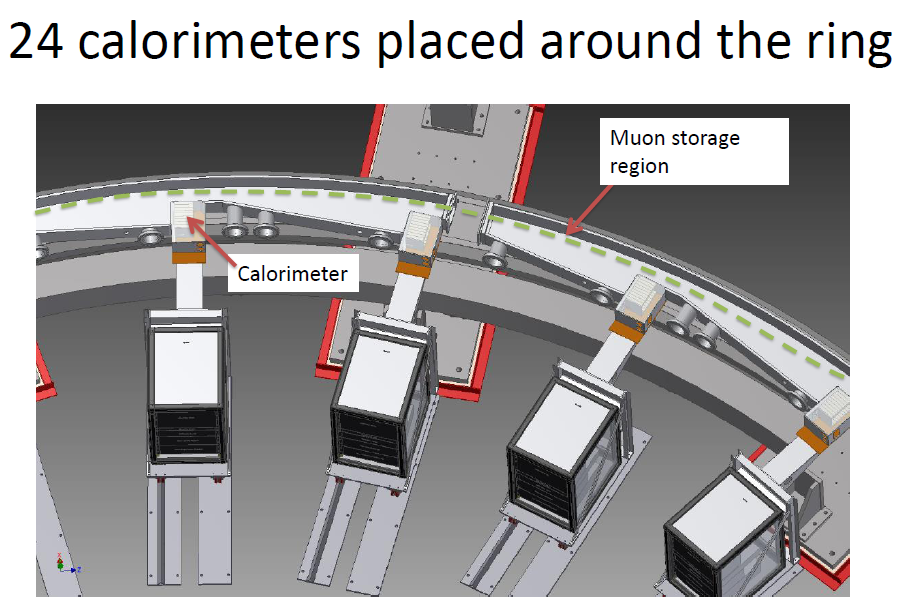 24 calorimeters placed around the ring
Muon storage
region
Calorimeter